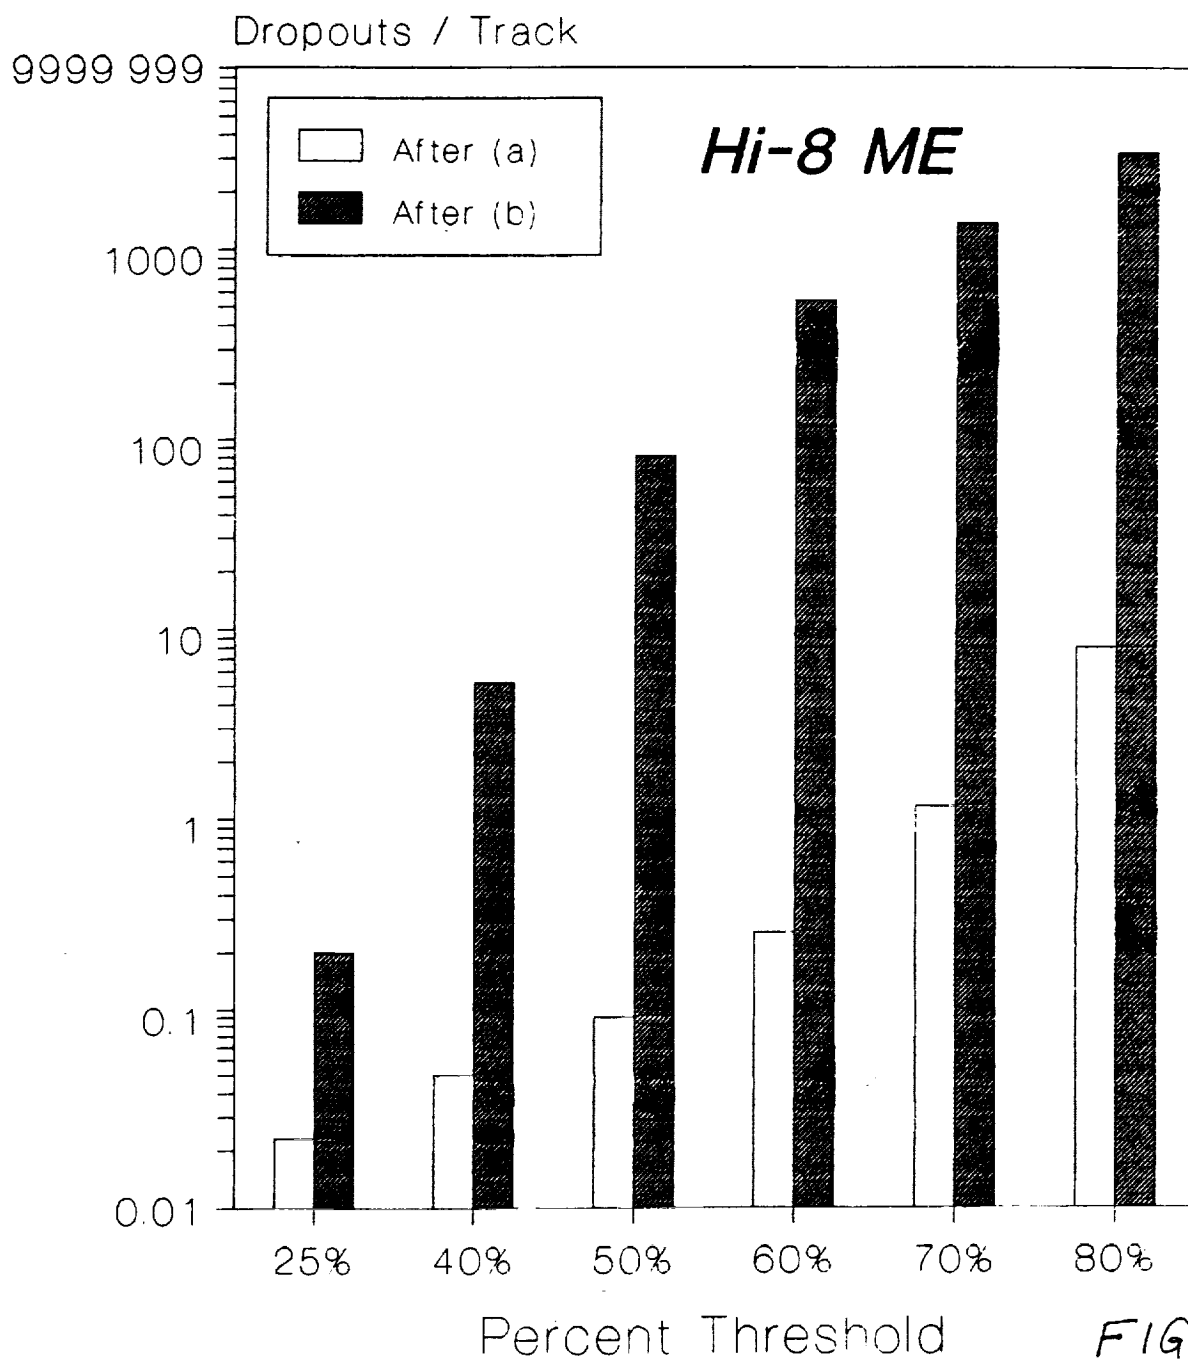 Dropouts / Track
9999 999
After (a)
After (b)
Hi-8 ME
1000
100
10
1
0.1
0.01
25%
40%
50%
60%
70%
80%
Percent Threshold
FIG